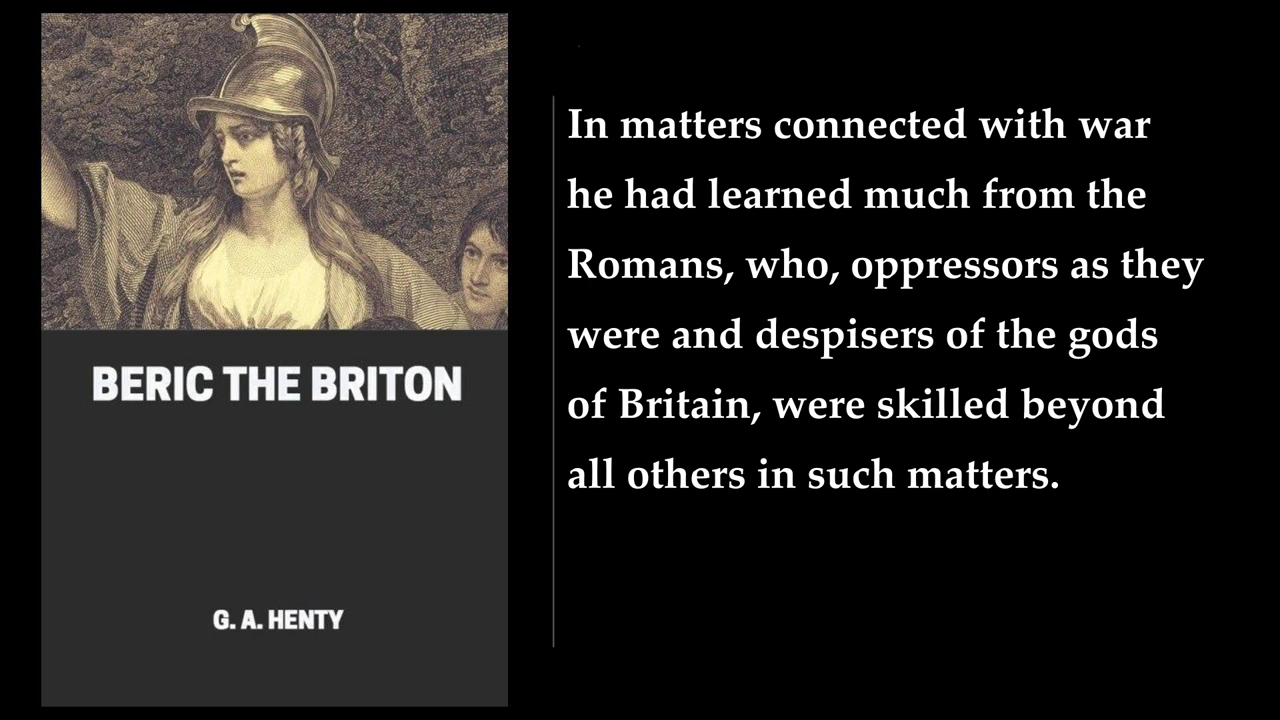 BERIC THE BRITON
G. A. HENTY
In matters connected with war
he had learned much from the
Romans, who, oppressors as they
were and despisers of the gods
of Britain, were skilled beyond
all others in such matters.